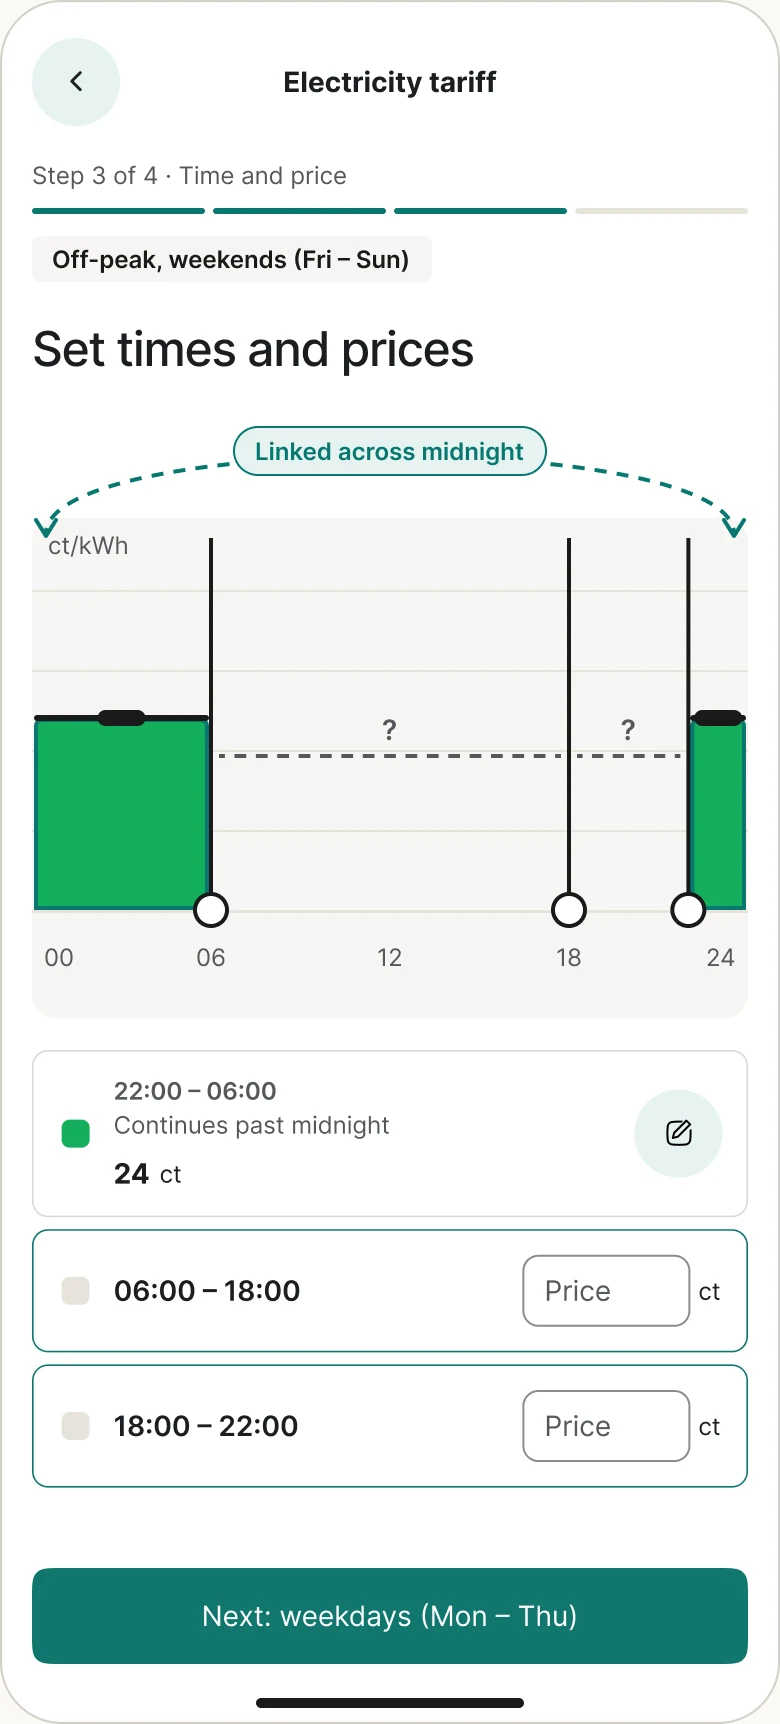 Electricity tariff
Step 3 of 4 · Time and price
Off-peak, weekends (Fri – Sun)
Set times and prices
Linked across midnight
ct/kWh
? ?
00 06 12 18 24
22:00 – 06:00
Continues past midnight
24 ct
06:00 – 18:00 Price ct
18:00 – 22:00 Price ct
Next: weekdays (Mon – Thu)